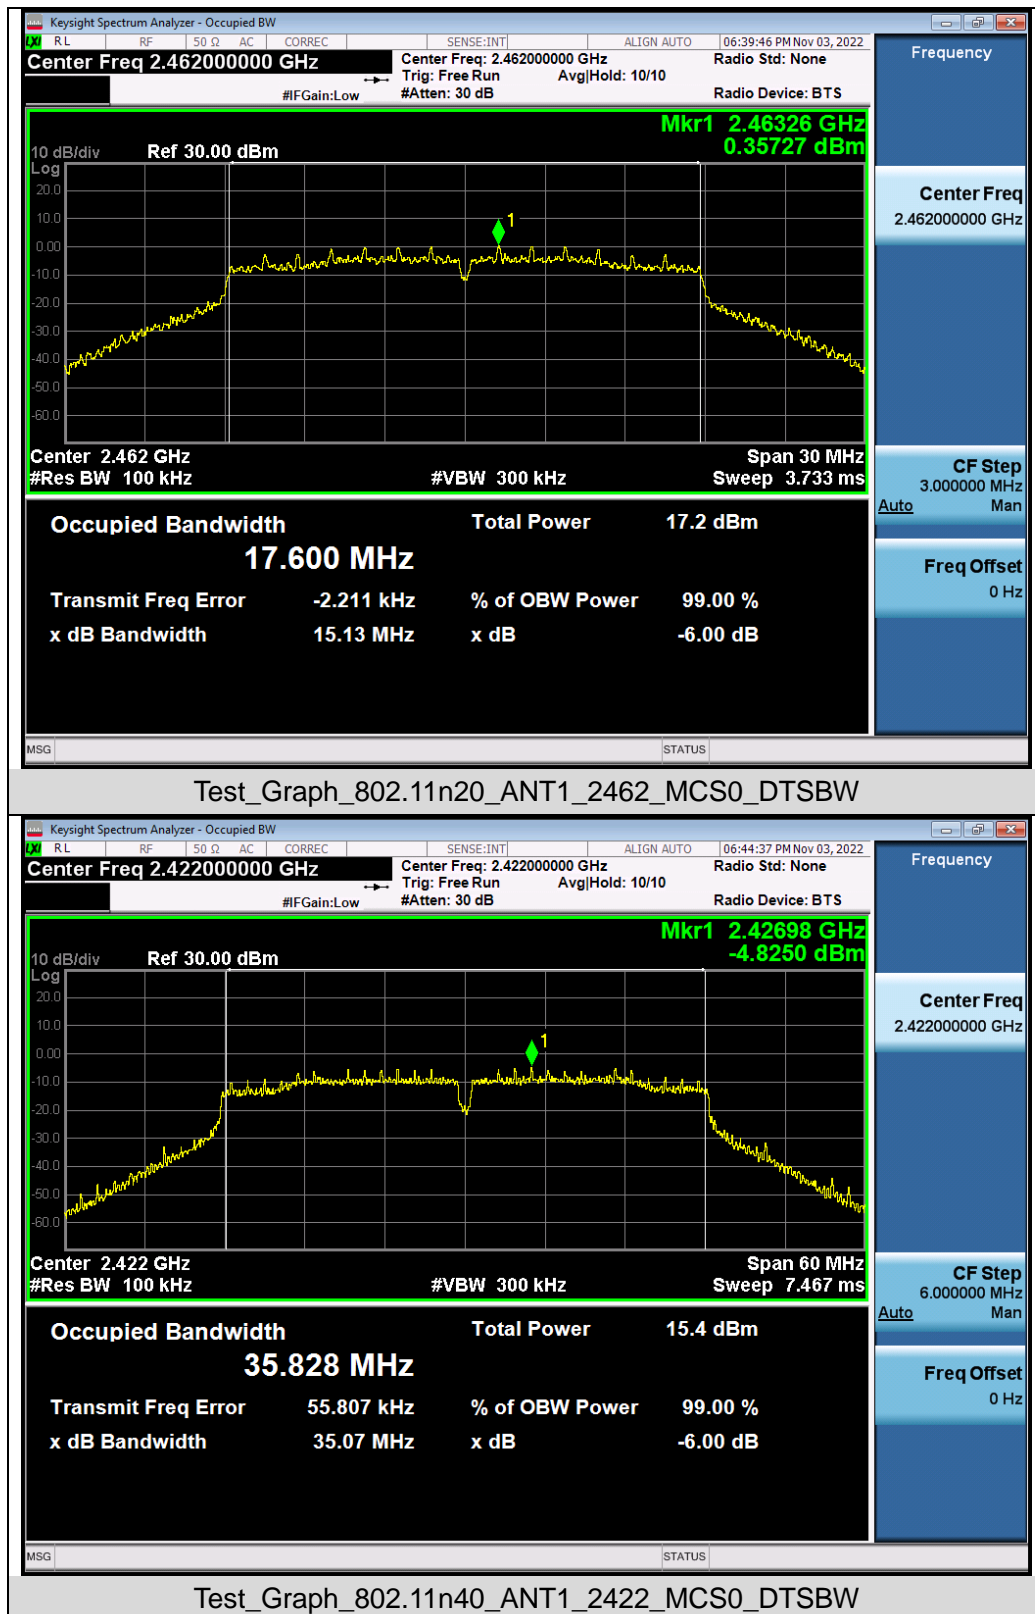 Keysight Spectrum Analyzer - Occupied BW
LXI RL RF 50 Ω AC CORREC SENSE:INT ALIGN AUTO 06:39:46 PM Nov 03, 2022
Center Freq 2.462000000 GHz
Center Freq: 2.462000000 GHz Radio Std: None
Trig: Free Run Avg|Hold: 10/10
#IFGain:Low #Atten: 30 dB Radio Device: BTS
Frequency
Mkr1 2.46326 GHz
0.35727 dBm
10 dB/div Ref 30.00 dBm
Log
20.0
10.0
0.00
-10.0
-20.0
-30.0
-40.0
-50.0
-60.0
1
Center 2.462 GHz Span 30 MHz
#Res BW 100 kHz #VBW 300 kHz Sweep 3.733 ms
Center Freq
2.462000000 GHz
CF Step
3.000000 MHz
Auto Man
Freq Offset
0 Hz
Occupied Bandwidth Total Power 17.2 dBm
17.600 MHz
Transmit Freq Error -2.211 kHz % of OBW Power 99.00 %
x dB Bandwidth 15.13 MHz x dB -6.00 dB
MSG STATUS
Test_Graph_802.11n20_ANT1_2462_MCS0_DTSBW
Keysight Spectrum Analyzer - Occupied BW
LXI RL RF 50 Ω AC CORREC SENSE:INT ALIGN AUTO 06:44:37 PM Nov 03, 2022
Center Freq 2.422000000 GHz
Center Freq: 2.422000000 GHz Radio Std: None
Trig: Free Run Avg|Hold: 10/10
#IFGain:Low #Atten: 30 dB Radio Device: BTS
Frequency
Mkr1 2.42698 GHz
-4.8250 dBm
10 dB/div Ref 30.00 dBm
Log
20.0
10.0
0.00
-10.0
-20.0
-30.0
-40.0
-50.0
-60.0
1
Center 2.422 GHz Span 60 MHz
#Res BW 100 kHz #VBW 300 kHz Sweep 7.467 ms
Center Freq
2.422000000 GHz
CF Step
6.000000 MHz
Auto Man
Freq Offset
0 Hz
Occupied Bandwidth Total Power 15.4 dBm
35.828 MHz
Transmit Freq Error 55.807 kHz % of OBW Power 99.00 %
x dB Bandwidth 35.07 MHz x dB -6.00 dB
MSG STATUS
Test_Graph_802.11n40_ANT1_2422_MCS0_DTSBW